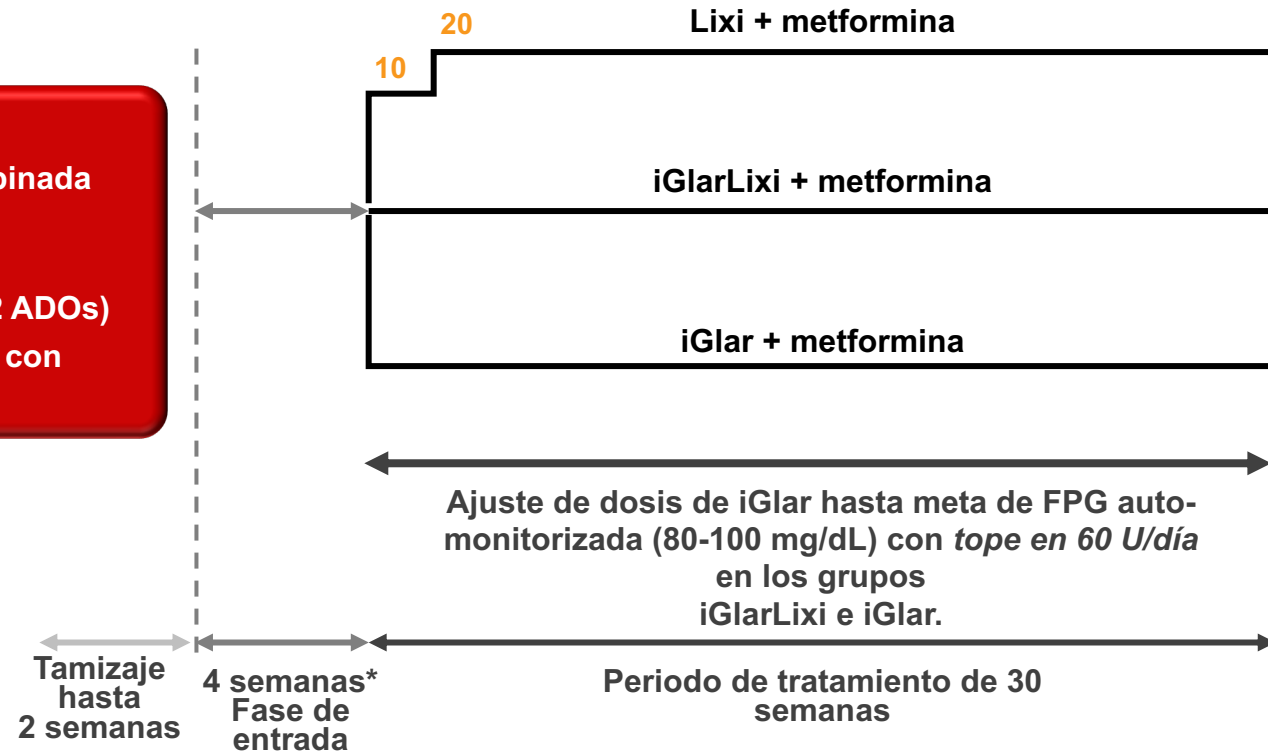 20
Lixi + metformina
10
iGlarLixi + metformina
2 ADOs)
con
iGlar + metformina
Ajuste de dosis de iGlar hasta meta de FPG auto-
monitorizada (80-100 mg/dL) con tope en 60 U/día
en los grupos
iGlarLixi e iGlar.
Tamizaje
hasta
2 semanas
4 semanas*
Fase de
entrada
Periodo de tratamiento de 30
semanas